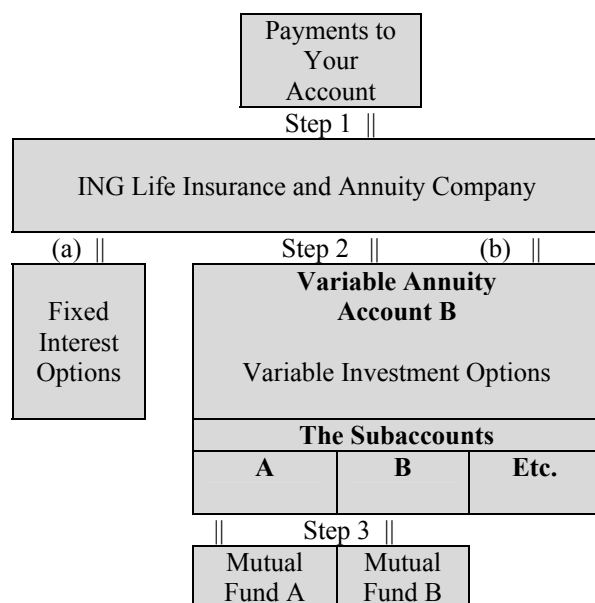 Payments to
Your
Account
Step 1 ||
ING Life Insurance and Annuity Company
(a) || Step 2 || (b) ||
Fixed
Interest
Options
Variable Annuity
Account B
Variable Investment Options
The Subaccounts
A B Etc.
|| Step 3 ||
Mutual
Fund A
Mutual
Fund B